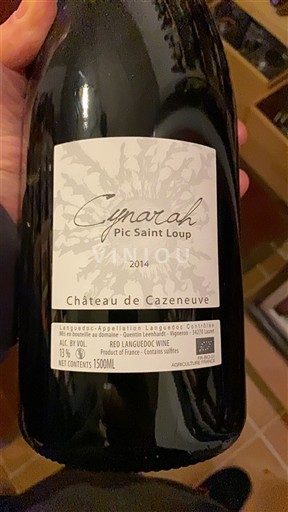 Cynarah
Pic Saint Loup
VINIOU
2014
Château de Cazeneuve
Languedoc-Appellation Languedoc Contrôlée
Mis en bouteille au domaine - Quentin Leenhardt - Vigneron - 34270 Lauret
ALC. BY VOL. RED LANGUEDOC WINE
13 % Product of France - Contains sulfites
NET CONTENTS 1500ML
AGRICULTURE FRANCE